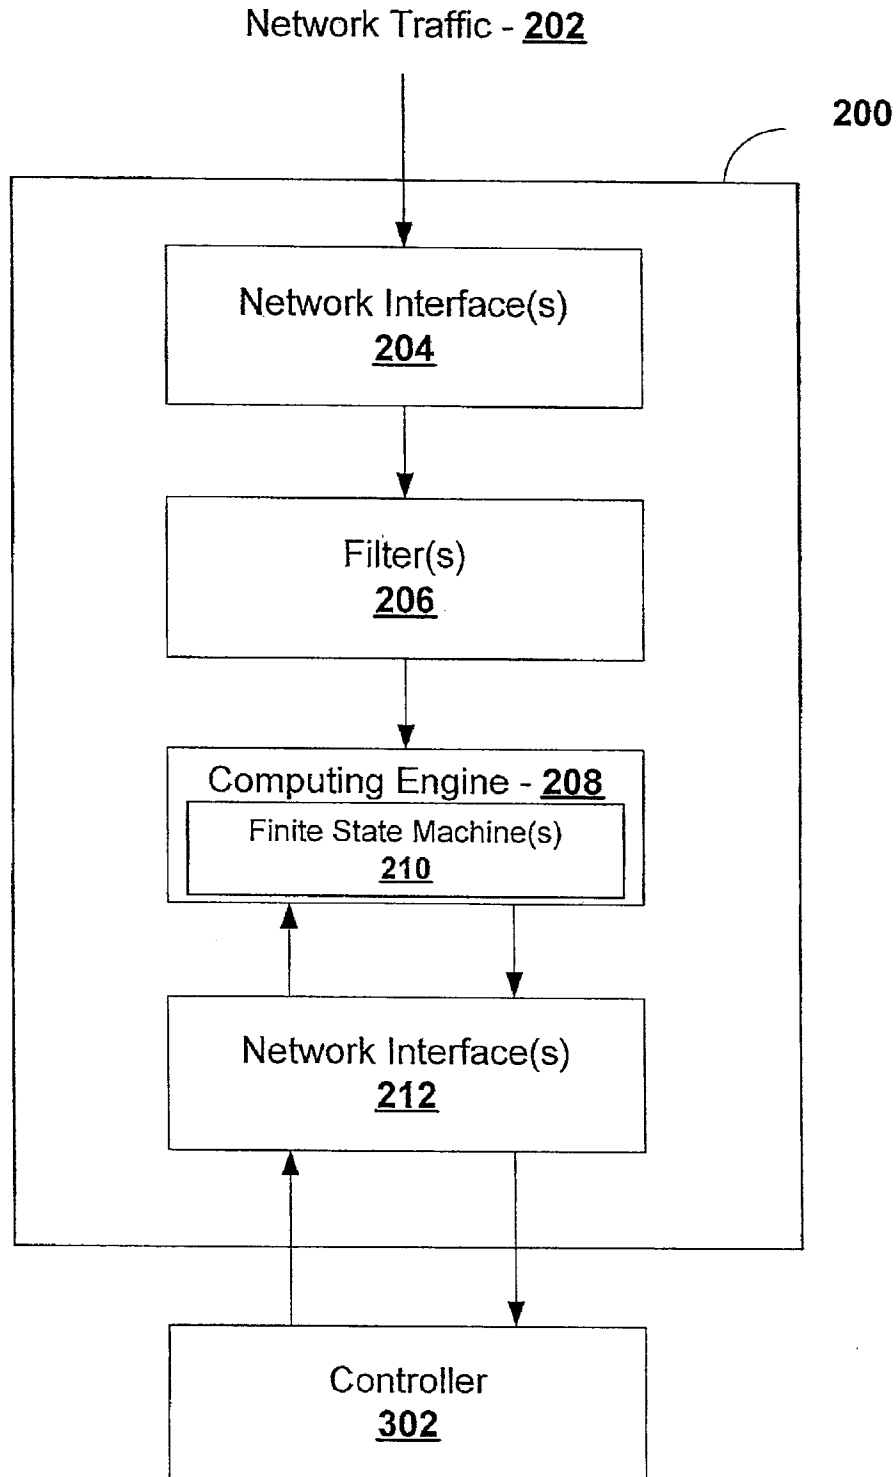 Network Traffic - 202
200
Network Interface(s)
204
Filter(s)
206
Computing Engine - 208
Finite State Machine(s)
210
Network Interface(s)
212
Controller
302